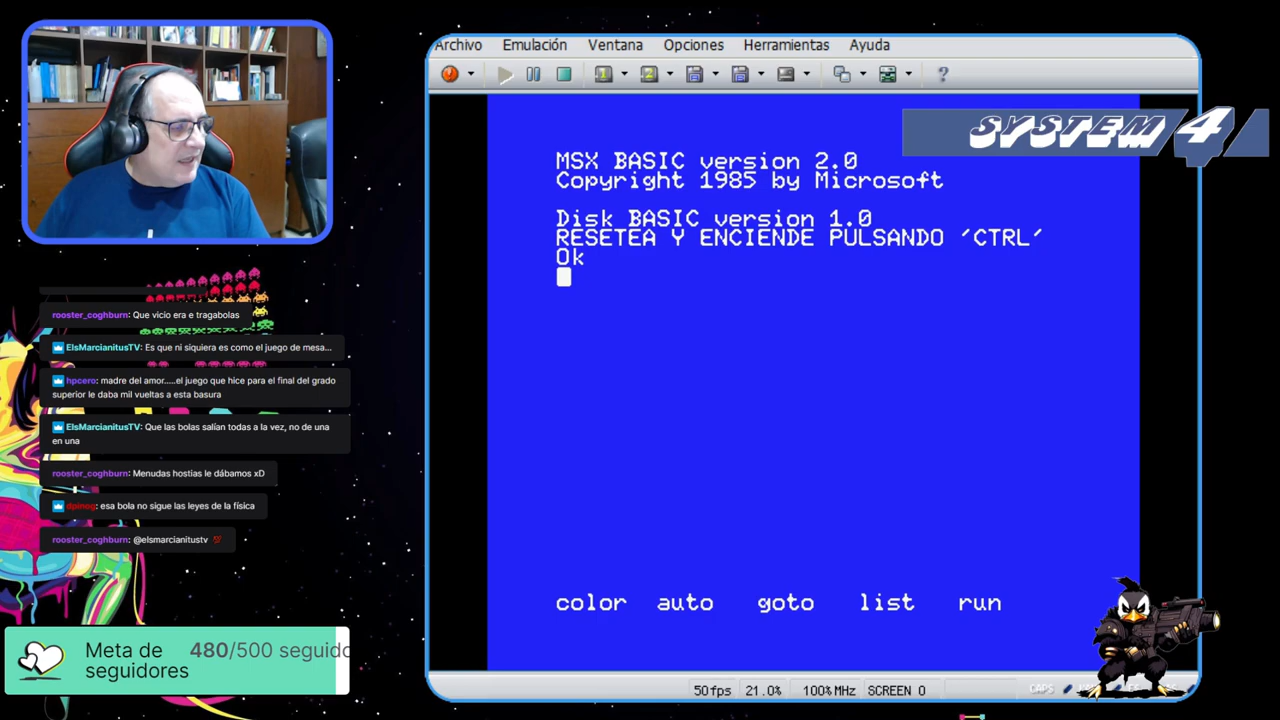 Archivo Emulación Ventana Opciones Herramientas Ayuda
SYSTEM 4
MSX BASIC version 2.0
Copyright 1985 by Microsoft
Disk BASIC version 1.0
RESETEA Y ENCIENDE PULSANDO ´CTRL´
Ok
color auto goto list run
50fps 21.0% 100%MHz SCREEN 0 CAPS
rooster_coghburn: Que vicio era e tragabolas
ElsMarcianitusTV: Es que ni siquiera es como el juego de mesa...
hpcero: madre del amor.....el juego que hice para el final del grado
superior le daba mil vueltas a esta basura
ElsMarcianitusTV: Que las bolas salían todas a la vez, no de una
en una
rooster_coghburn: Menudas hostias le dábamos xD
dpinog: esa bola no sigue las leyes de la física
rooster_coghburn: @elsmarcianitustv 💯
Meta de
seguidores
480/500 seguido